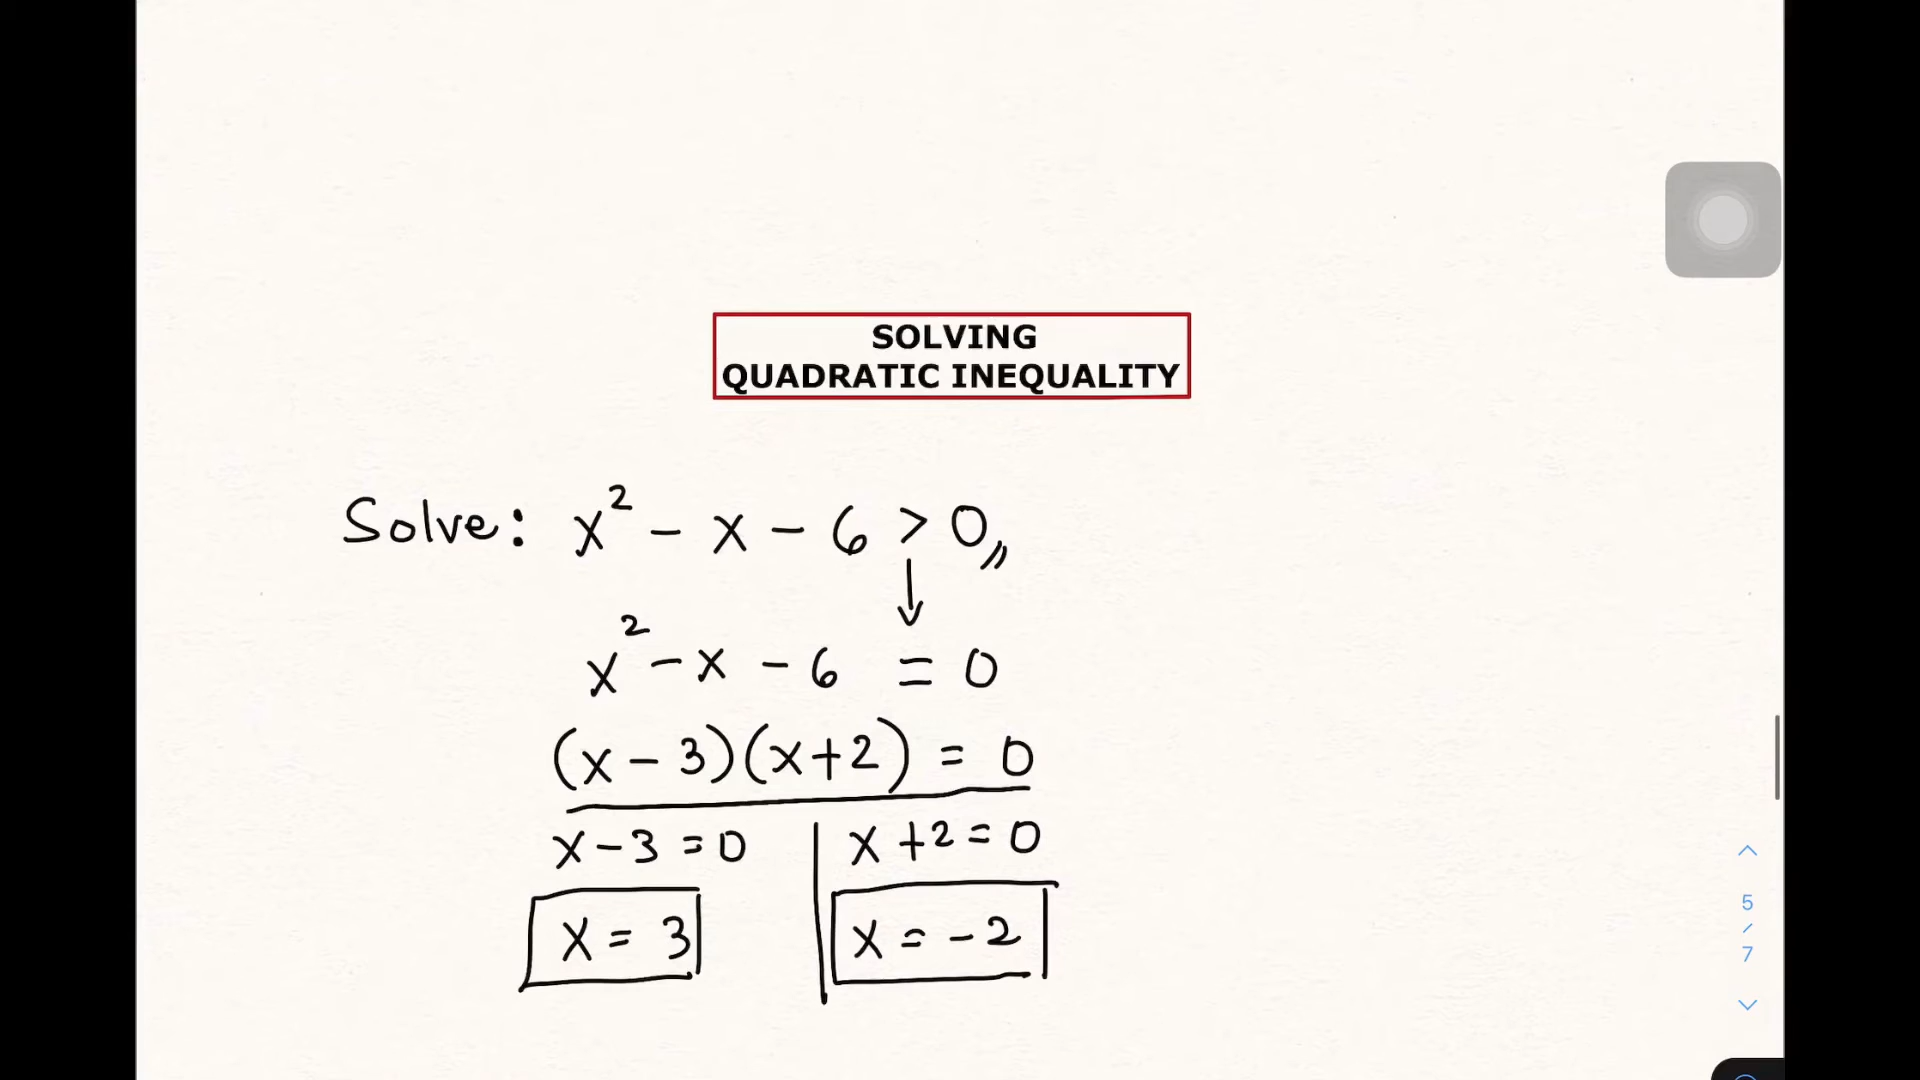 SOLVING
QUADRATIC INEQUALITY
Solve: x² - x - 6 > 0,,
↓
x² - x - 6 = 0
(x - 3)(x+2) = 0
x - 3 = 0 | x + 2 = 0
x = 3 | x = -2
5
/
7